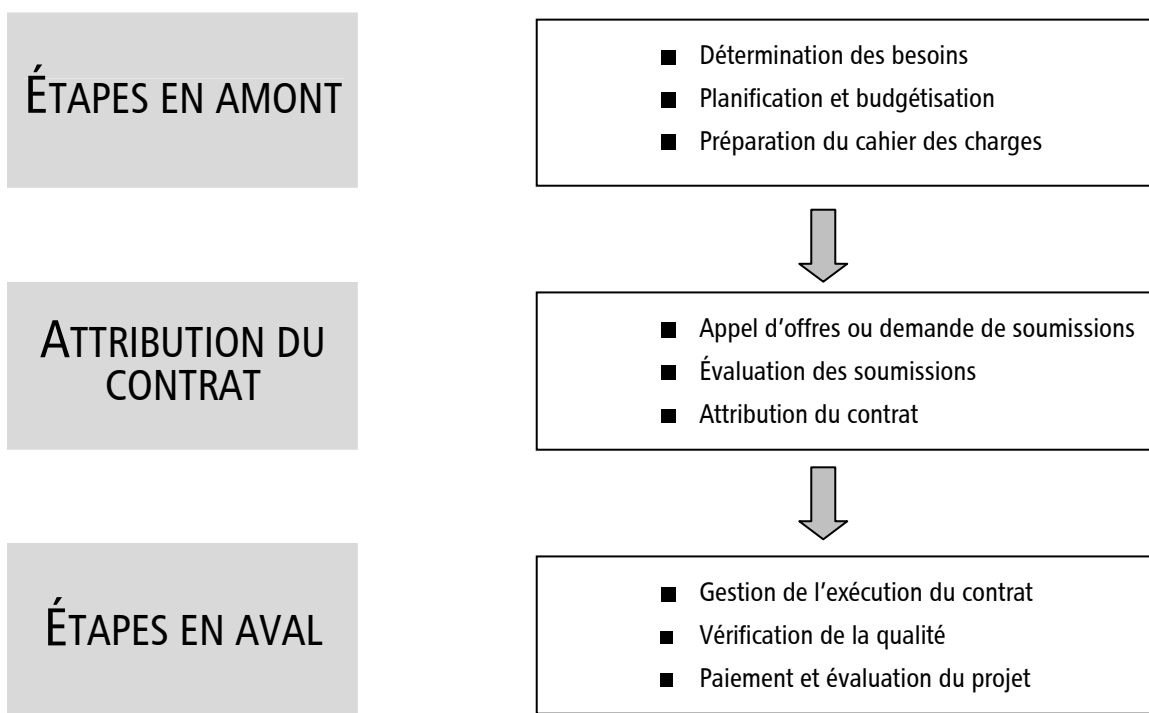 ÉTAPES EN AMONT
■ Détermination des besoins
■ Planification et budgétisation
■ Préparation du cahier des charges
ATTRIBUTION DU
CONTRAT
■ Appel d’offres ou demande de soumissions
■ Évaluation des soumissions
■ Attribution du contrat
ÉTAPES EN AVAL
■ Gestion de l’exécution du contrat
■ Vérification de la qualité
■ Paiement et évaluation du projet